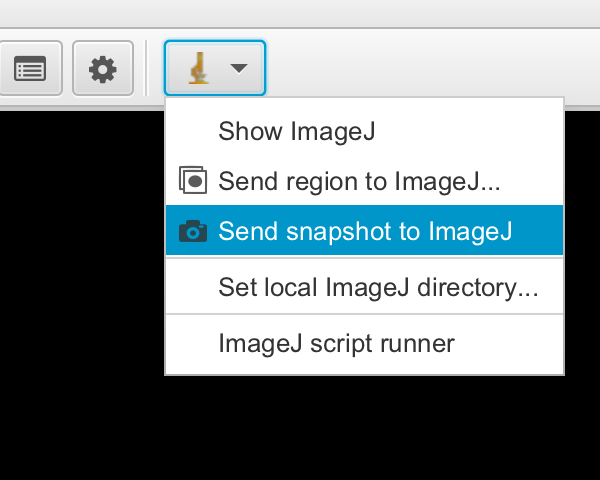 Show ImageJ
Send region to ImageJ...
Send snapshot to ImageJ
Set local ImageJ directory...
ImageJ script runner